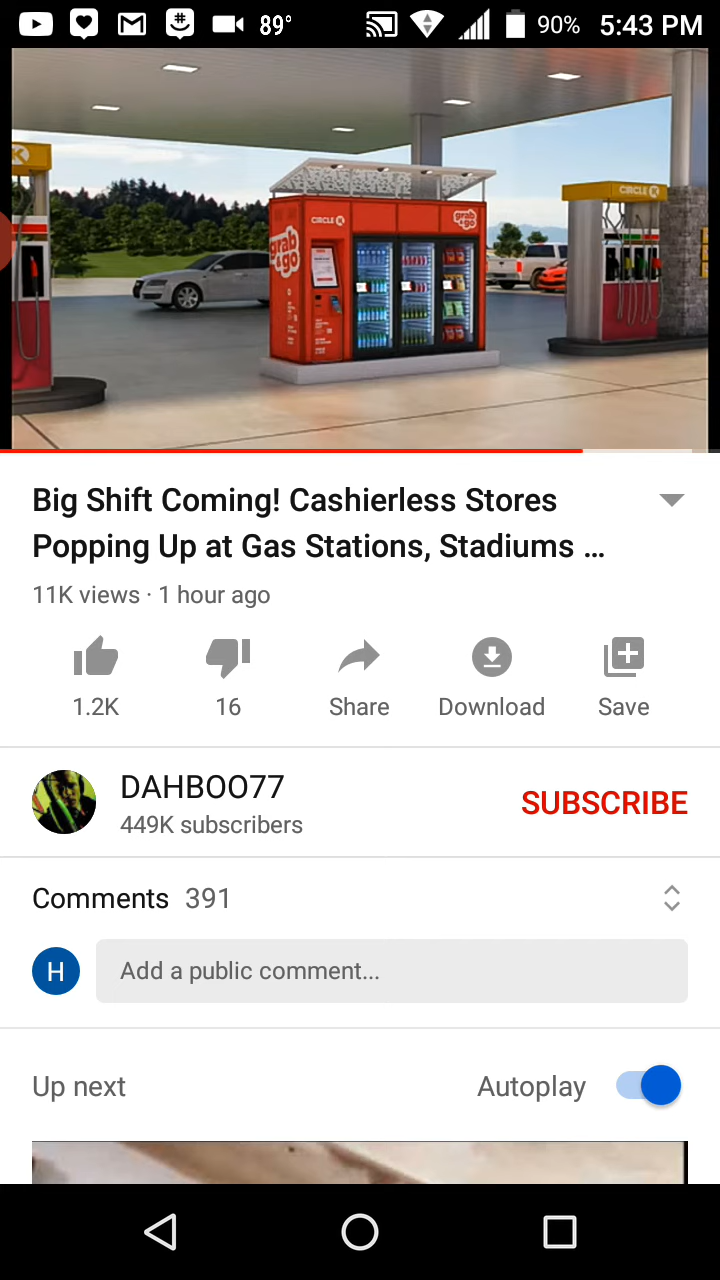 89°
90%
5:43 PM
K
CIRCLE K
grab
&go
CIRCLE K
grab
&go
Big Shift Coming! Cashierless Stores
Popping Up at Gas Stations, Stadiums ...
11K views · 1 hour ago
1.2K
16
Share
Download
Save
DAHBOO77
449K subscribers
SUBSCRIBE
Comments 391
H
Add a public comment...
Up next
Autoplay